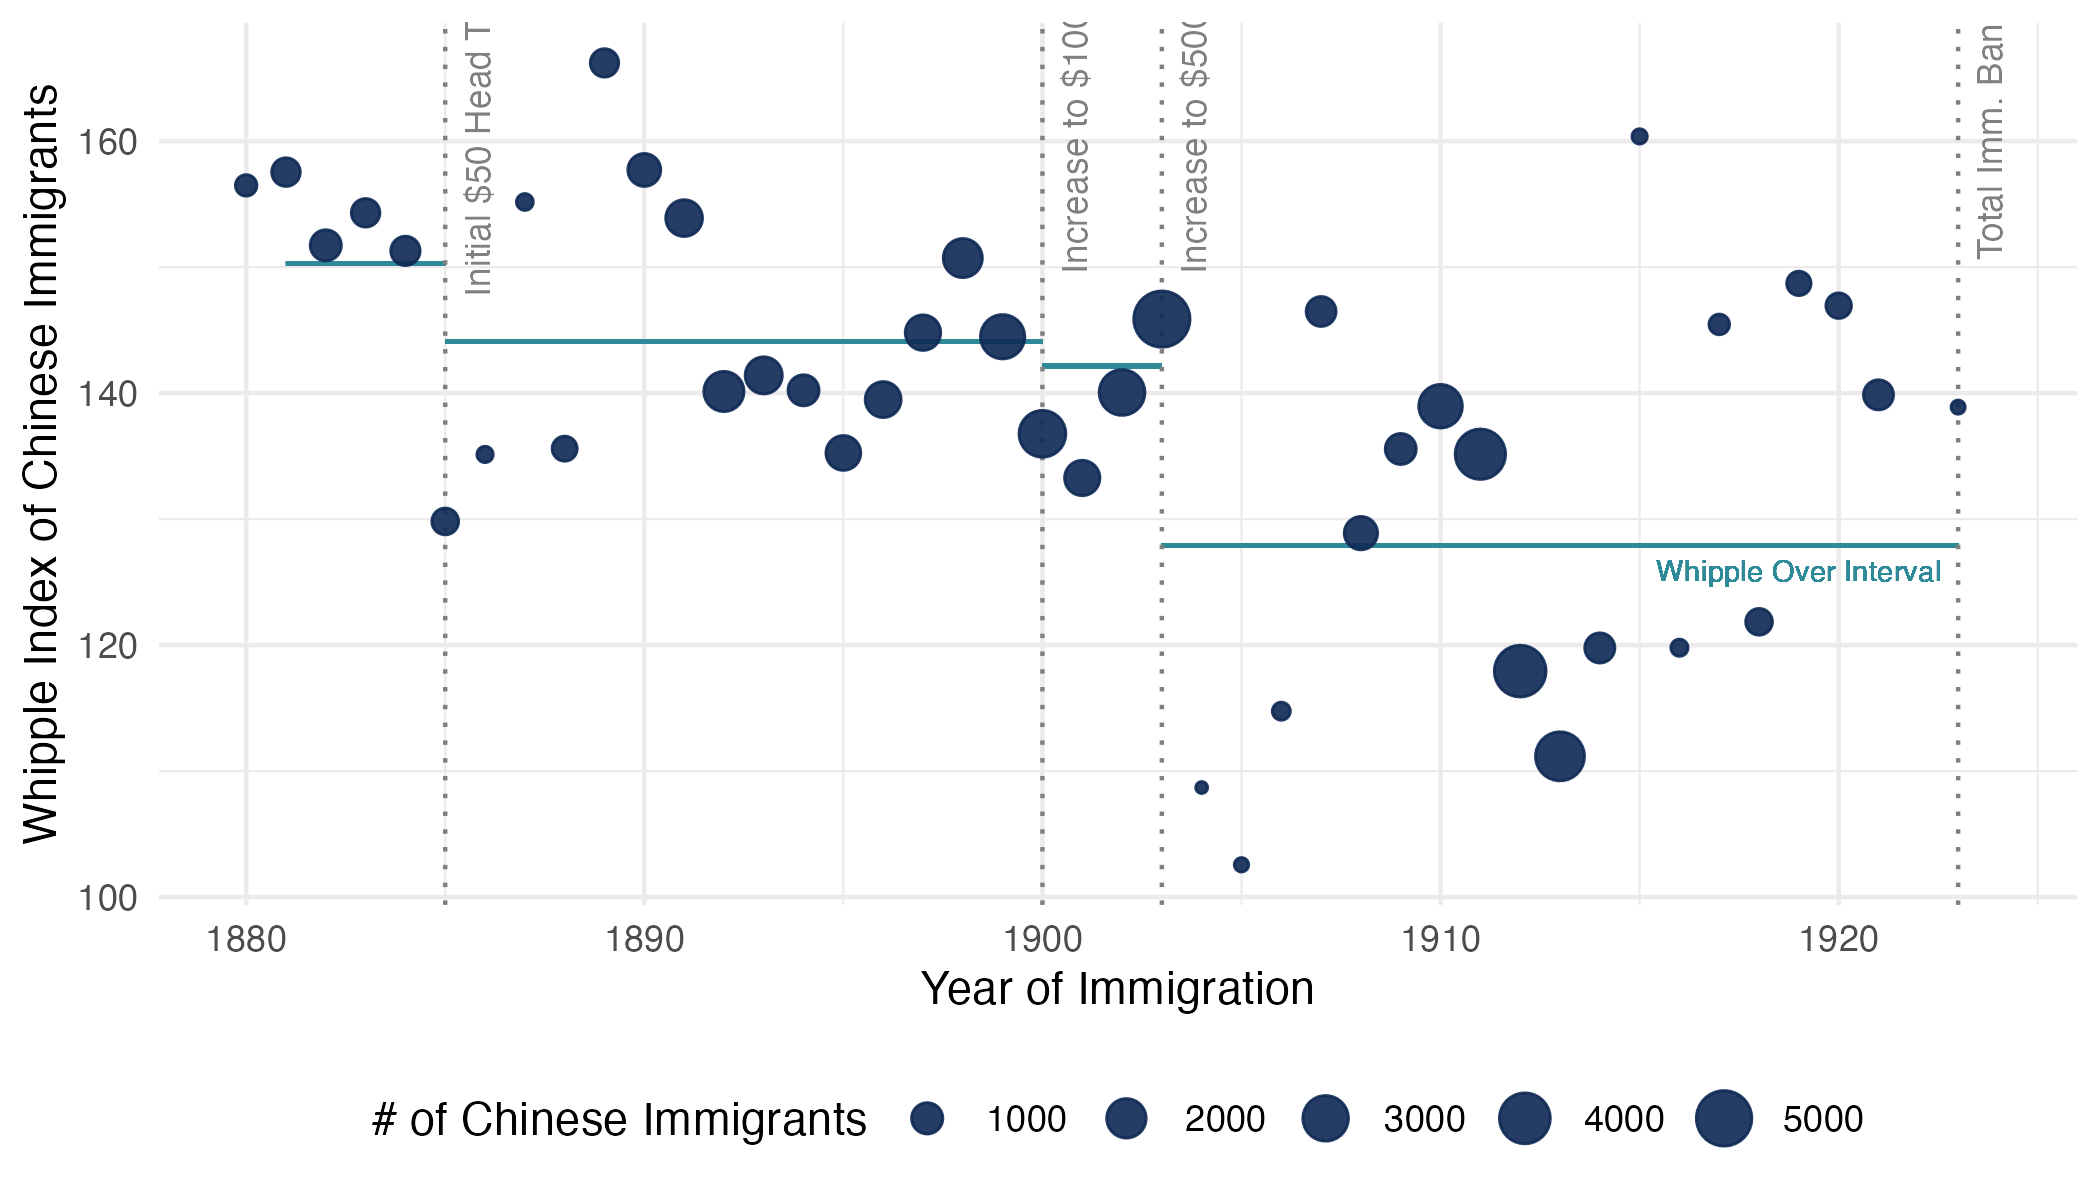 Whipple Index of Chinese Immigrants
160
140
120
100
Initial $50 Head T
Increase to $100
Increase to $500
Total Imm. Ban
Whipple Over Interval
1880 1890 1900 1910 1920
Year of Immigration
# of Chinese Immigrants 1000 2000 3000 4000 5000